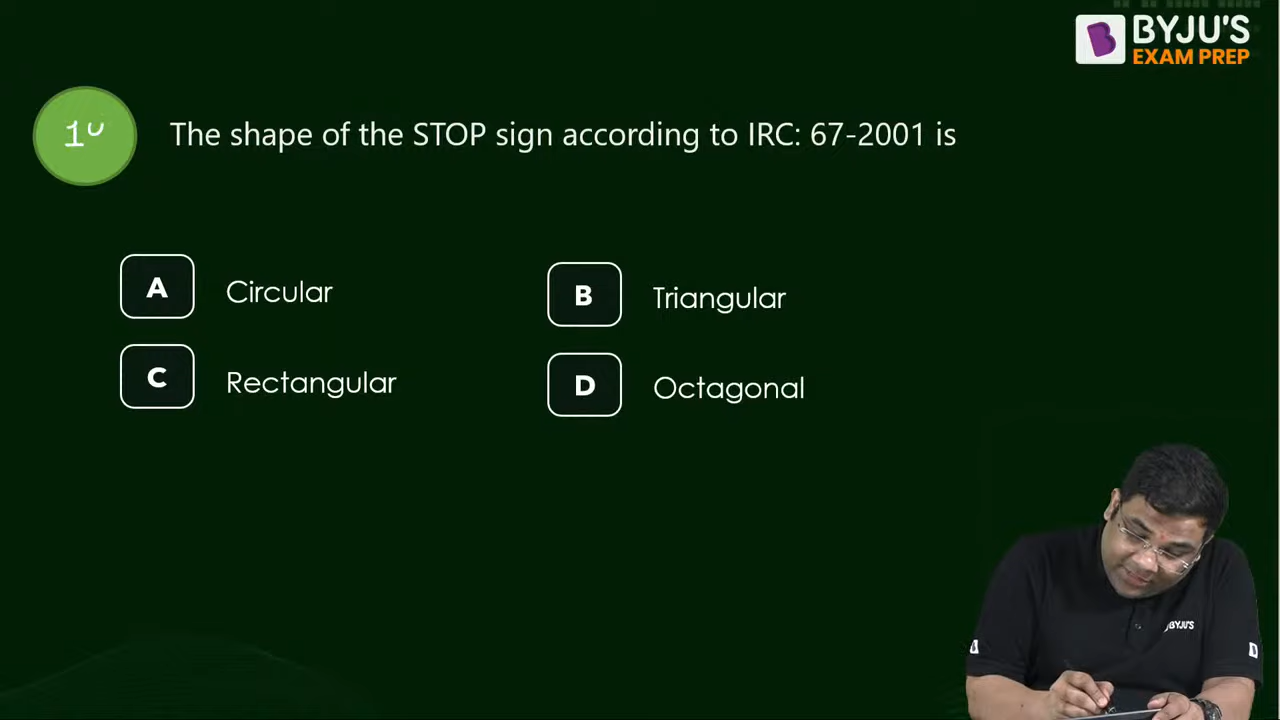 BYJU'S
EXAM PREP
The shape of the STOP sign according to IRC: 67-2001 is
A Circular
B Triangular
C Rectangular
D Octagonal
BYJU'S